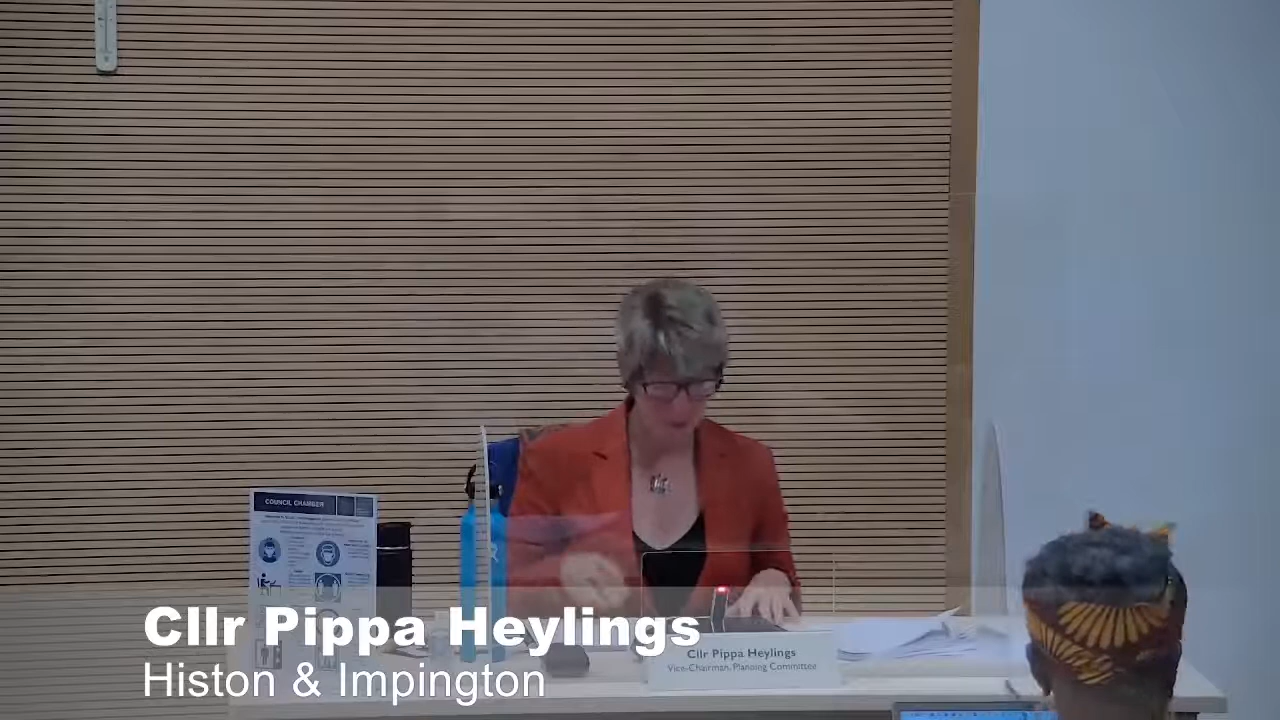 COUNCIL CHAMBER
Cllr Pippa Heylings
Histon & Impington
Cllr Pippa Heylings
Vice-Chairman, Planning Committee